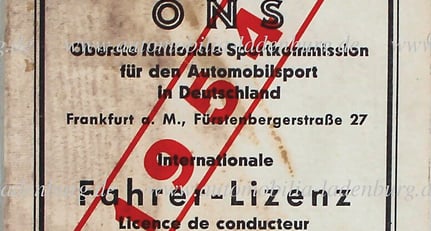 ONS
Oberste Nationale Sportkommission
für den Automobilsport
in Deutschland
Frankfurt a. M., Fürstenbergerstraße 27
1954
Internationale
Fahrer-Lizenz
Licence de conducteur